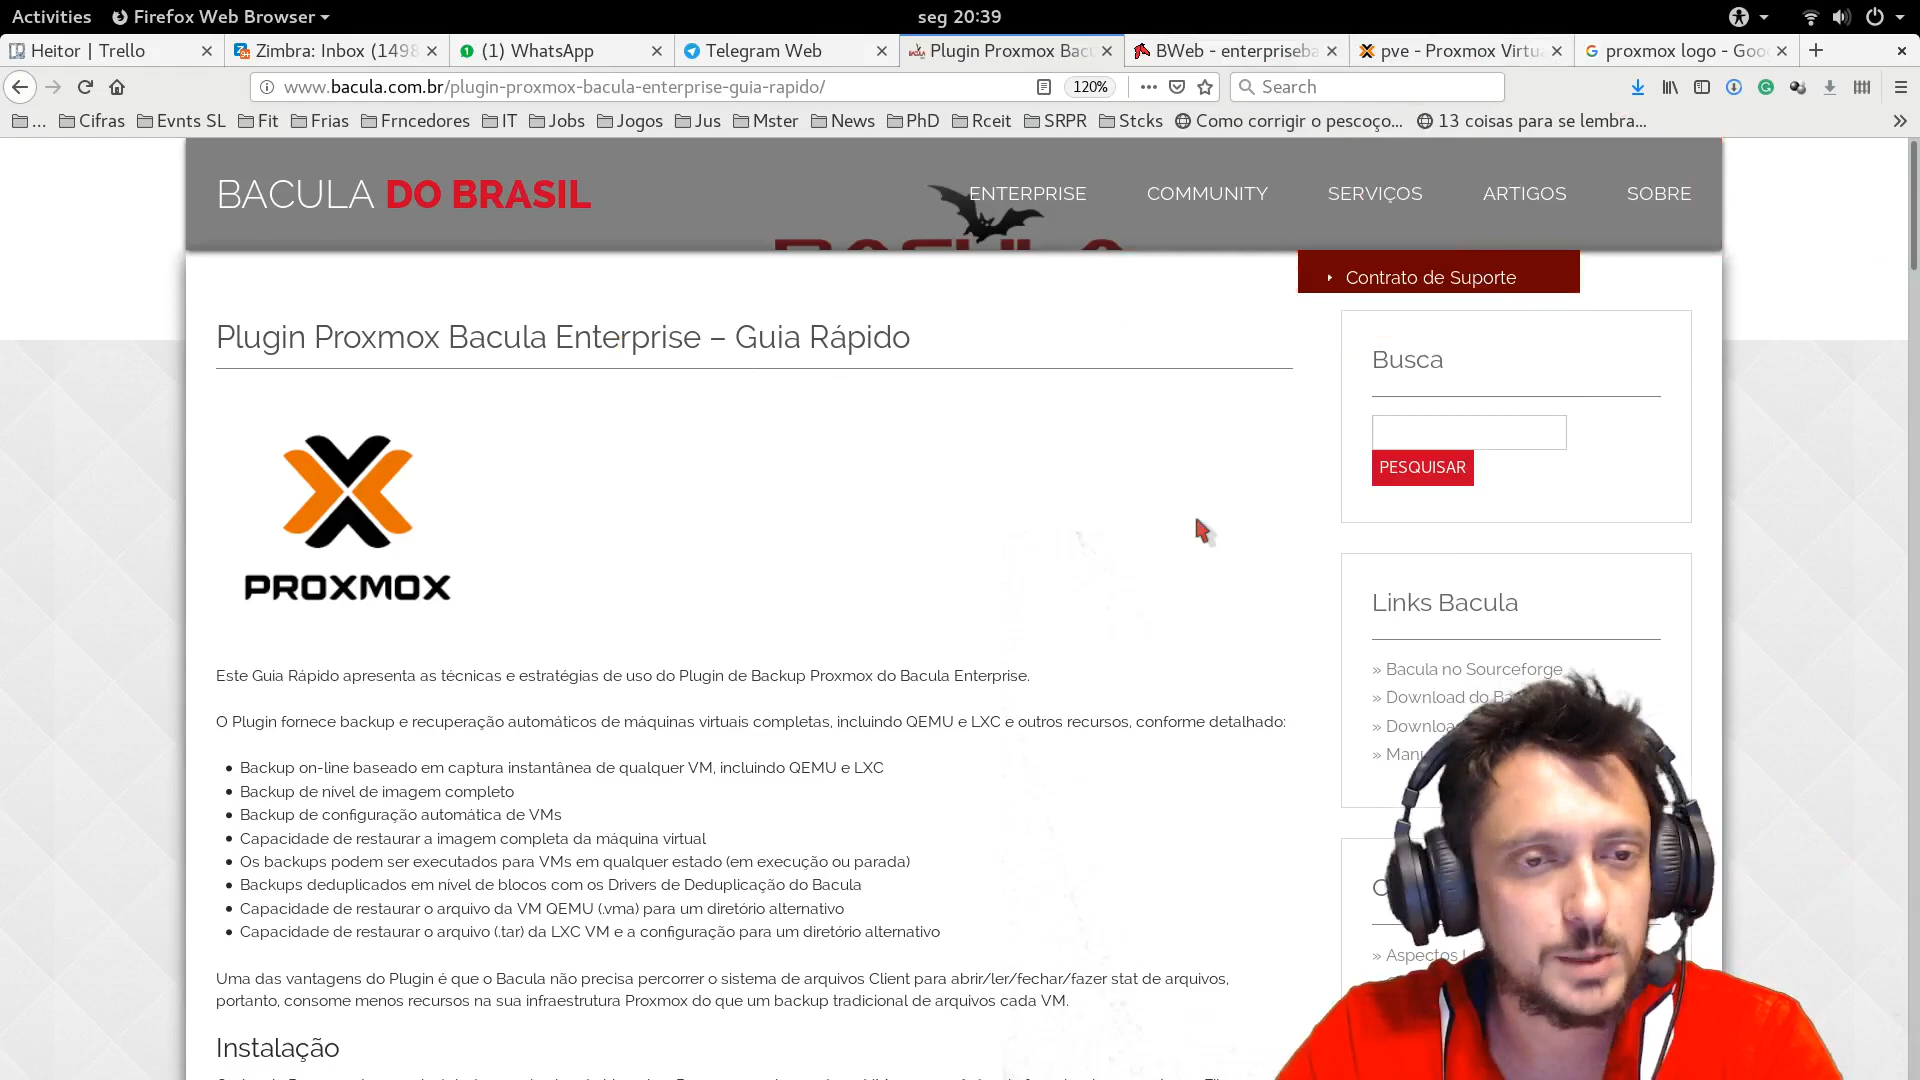 Activities
Firefox Web Browser
seg 20:39
Heitor | Trello
Zimbra: Inbox (1498
(1) WhatsApp
Telegram Web
Plugin Proxmox Bacu
BWeb - enterpriseba
pve - Proxmox Virtua
proxmox logo - Goo
www.bacula.com.br/plugin-proxmox-bacula-enterprise-guia-rapido/
120%
Search
...
Cifras
Evnts SL
Fit
Frias
Frncedores
IT
Jobs
Jogos
Jus
Mster
News
PhD
Rceit
SRPR
Stcks
Como corrigir o pescoço...
13 coisas para se lembra...
BACULA DO BRASIL
ENTERPRISE
COMMUNITY
SERVIÇOS
ARTIGOS
SOBRE
Contrato de Suporte
Plugin Proxmox Bacula Enterprise – Guia Rápido
PROXMOX
Este Guia Rápido apresenta as técnicas e estratégias de uso do Plugin de Backup Proxmox do Bacula Enterprise.
O Plugin fornece backup e recuperação automáticos de máquinas virtuais completas, incluindo QEMU e LXC e outros recursos, conforme detalhado:
• Backup on-line baseado em captura instantânea de qualquer VM, incluindo QEMU e LXC
• Backup de nível de imagem completo
• Backup de configuração automática de VMs
• Capacidade de restaurar a imagem completa da máquina virtual
• Os backups podem ser executados para VMs em qualquer estado (em execução ou parada)
• Backups deduplicados em nível de blocos com os Drivers de Deduplicação do Bacula
• Capacidade de restaurar o arquivo da VM QEMU (.vma) para um diretório alternativo
• Capacidade de restaurar o arquivo (.tar) da LXC VM e a configuração para um diretório alternativo
Uma das vantagens do Plugin é que o Bacula não precisa percorrer o sistema de arquivos Client para abrir/ler/fechar/fazer stat de arquivos,
portanto, consome menos recursos na sua infraestrutura Proxmox do que um backup tradicional de arquivos cada VM.
Instalação
Busca
PESQUISAR
Links Bacula
» Bacula no Sourceforge
» Download do Ba
» Downloa
» Manu
» Aspectos